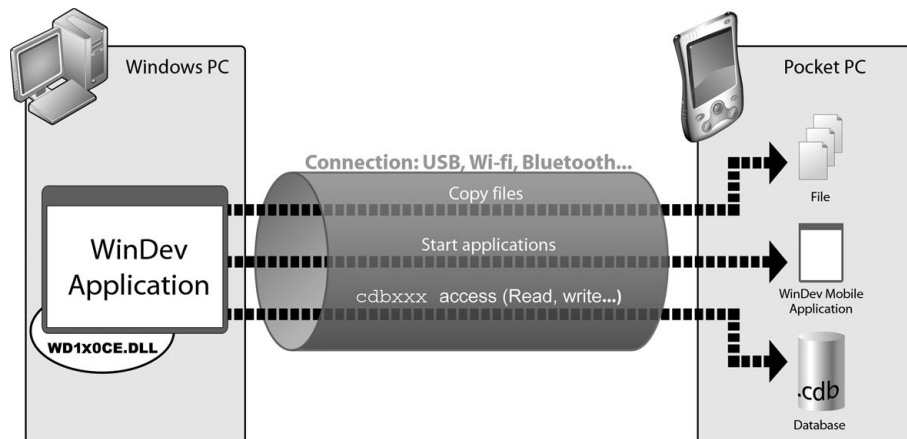 Windows PC
Pocket PC
Connection: USB, Wi-fi, Bluetooth...
Copy files
File
WinDev
Application
Start applications
WinDev Mobile
Application
cdbxxx access (Read, write...)
WD1x0CE.DLL
.cdb
Database